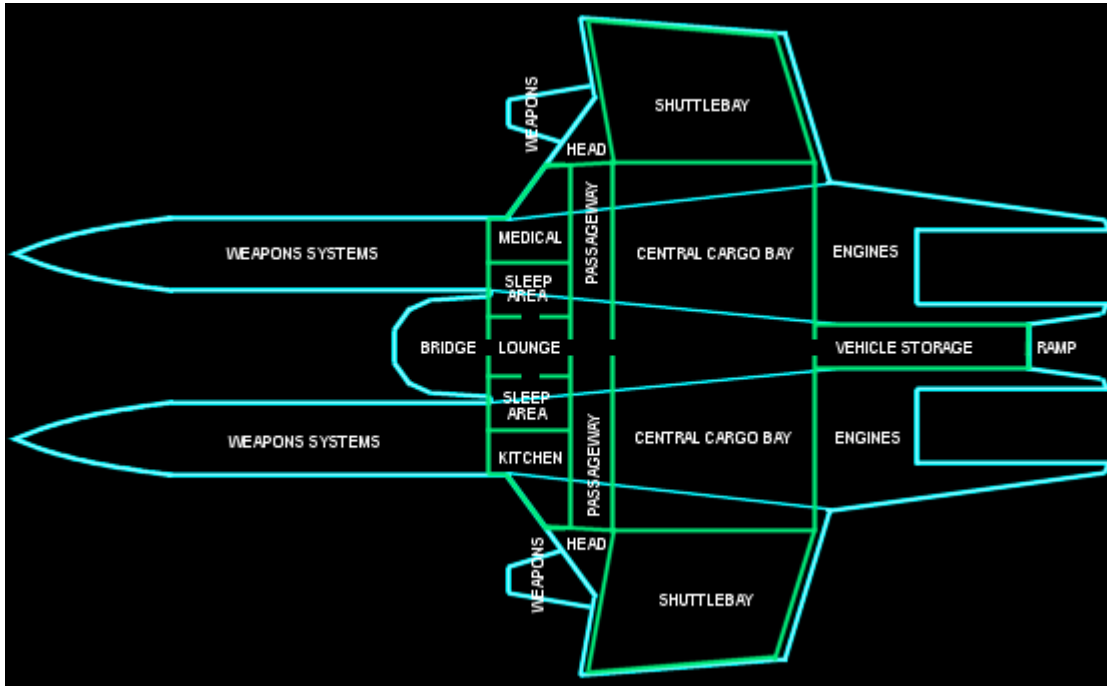 WEAPONS
SHUTTLEBAY
HEAD
PASSAGEWAY
MEDICAL
WEAPONS SYSTEMS
CENTRAL CARGO BAY
ENGINES
SLEEP
AREA
BRIDGE
LOUNGE
VEHICLE STORAGE
RAMP
SLEEP
AREA
WEAPONS SYSTEMS
CENTRAL CARGO BAY
ENGINES
KITCHEN
PASSAGEWAY
HEAD
WEAPONS
SHUTTLEBAY